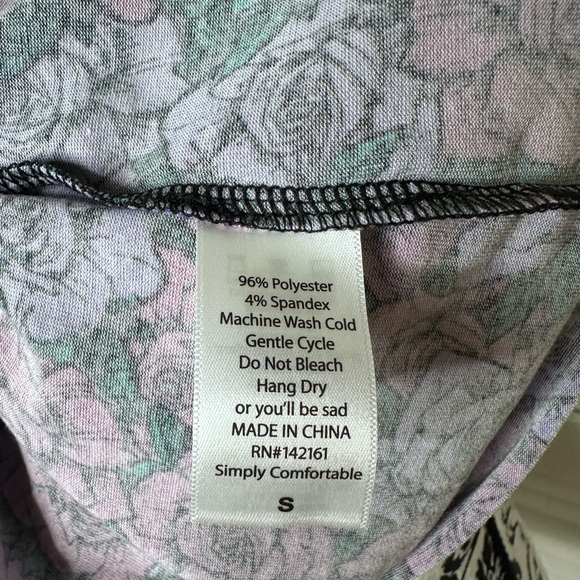 96% Polyester
4% Spandex
Machine Wash Cold
Gentle Cycle
Do Not Bleach
Hang Dry
or you'll be sad
MADE IN CHINA
RN#142161
Simply Comfortable
S